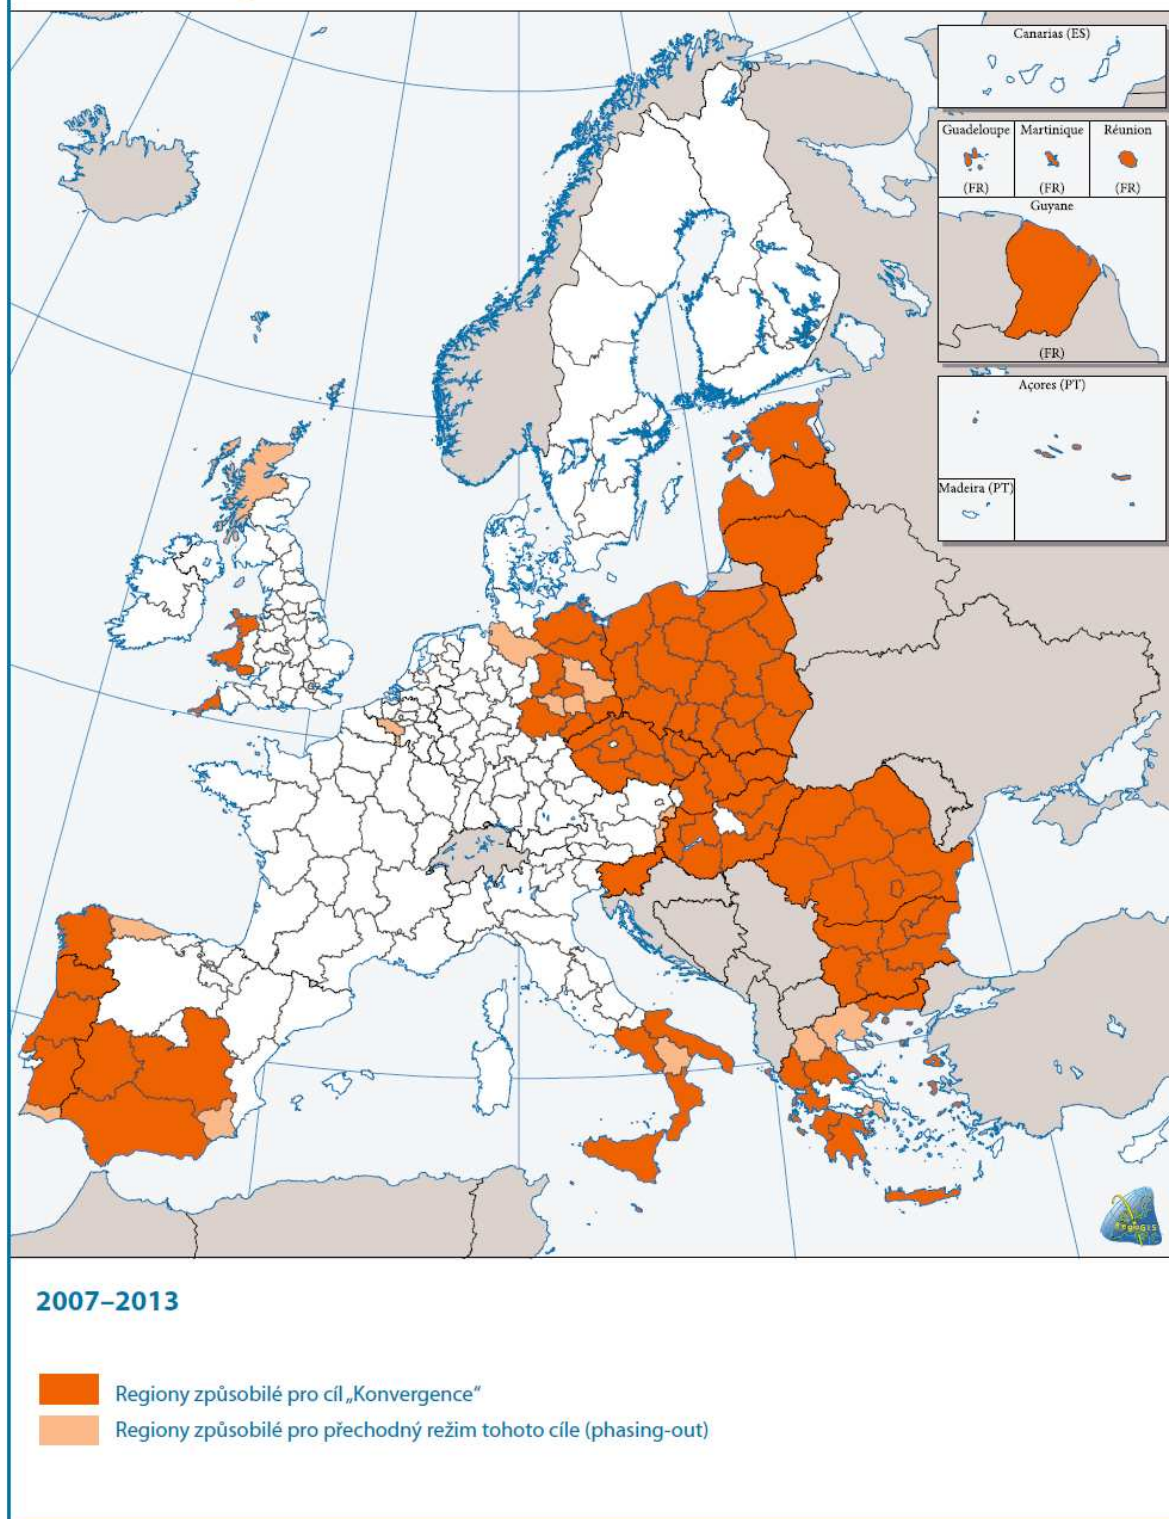 Canarias (ES)
Guadeloupe Martinique Réunion
(FR) (FR) (FR)
Guyane
(FR)
Açores (PT)
Madeira (PT)
RegioGIS
2007–2013
Regiony způsobilé pro cíl „Konvergence“
Regiony způsobilé pro přechodný režim tohoto cíle (phasing-out)